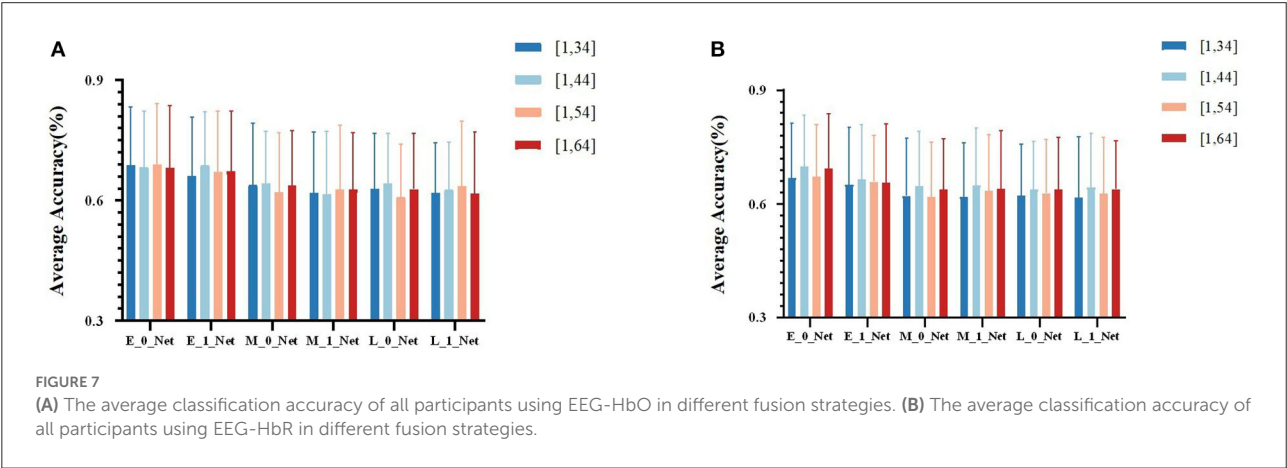 A
[1,34]
[1,44]
[1,54]
[1,64]
Average Accuracy(%)
0.9
0.6
0.3
E_0_Net E_1_Net M_0_Net M_1_Net L_0_Net L_1_Net
B
[1,34]
[1,44]
[1,54]
[1,64]
Average Accuracy(%)
0.9
0.6
0.3
E_0_Net E_1_Net M_0_Net M_1_Net L_0_Net L_1_Net
FIGURE 7
(A) The average classification accuracy of all participants using EEG-HbO in different fusion strategies. (B) The average classification accuracy of
all participants using EEG-HbR in different fusion strategies.